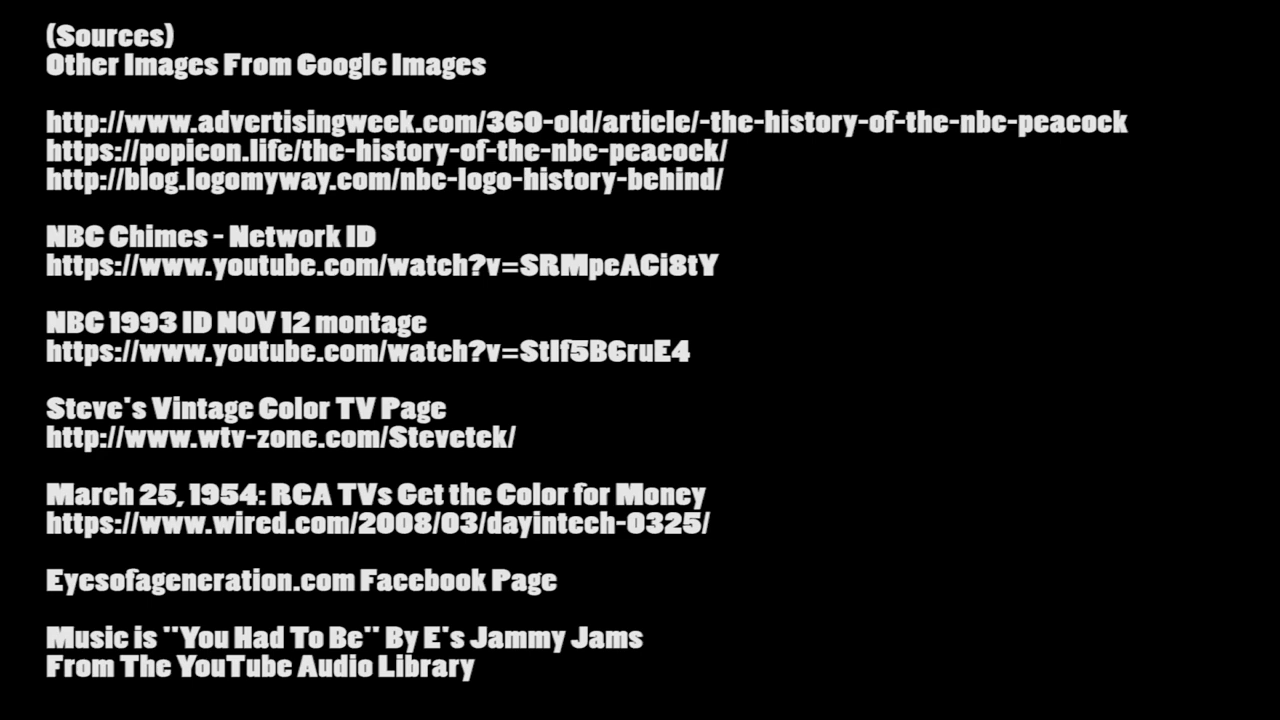 (Sources)
Other Images From Google Images
http://www.advertisingweek.com/360-old/article/-the-history-of-the-nbc-peacock
https://popicon.life/the-history-of-the-nbc-peacock/
http://blog.logomyway.com/nbc-logo-history-behind/
NBC Chimes - Network ID
https://www.youtube.com/watch?v=SRMpeACi8tY
NBC 1993 ID NOV 12 montage
https://www.youtube.com/watch?v=StIf5B6ruE4
Steve's Vintage Color TV Page
http://www.wtv-zone.com/Stevetek/
March 25, 1954: RCA TVs Get the Color for Money
https://www.wired.com/2008/03/dayintech-0325/
Eyesofageneration.com Facebook Page
Music is "You Had To Be" By E's Jammy Jams
From The YouTube Audio Library